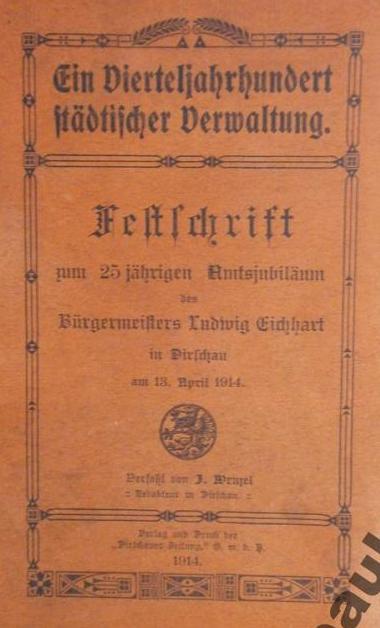 Ein Vierteljahrhundert
städtischer Verwaltung.
Festschrift
zum 25 jährigen Amtsjubiläum
des
Bürgermeisters Ludwig Eichhart
in Dirschau
am 13. April 1914.
Verfaßt von J. Wenzel
: Redakteur in Dirschau. :
Verlag und Druck der
„Dirschauer Zeitung,“ G. m. b. H.
1914.